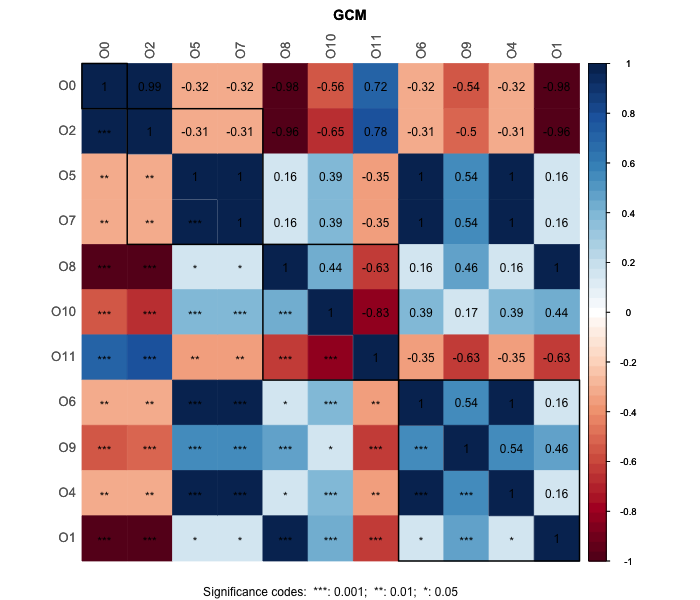 GCM
O0 O2 O5 O7 O8 O10 O11 O6 O9 O4 O1
O0 1 0.99 -0.32 -0.32 -0.98 -0.56 0.72 -0.32 -0.54 -0.32 -0.98 1
O2 *** 1 -0.31 -0.31 -0.96 -0.65 0.78 -0.31 -0.5 -0.31 -0.96 0.8
O5 ** ** 1 1 0.16 0.39 -0.35 1 0.54 1 0.16 0.6
O7 ** ** *** 1 0.16 0.39 -0.35 1 0.54 1 0.16 0.4
0.2
O8 *** *** * * 1 0.44 -0.63 0.16 0.46 0.16 1
O10 *** *** *** *** *** 1 -0.83 0.39 0.17 0.39 0.44 0
O11 *** *** ** ** *** *** 1 -0.35 -0.63 -0.35 -0.63 -0.2
O6 ** ** *** *** * *** ** 1 0.54 1 0.16 -0.4
O9 *** *** *** *** *** * *** *** 1 0.54 0.46 -0.6
O4 ** ** *** *** * *** ** *** *** 1 0.16 -0.8
O1 *** *** * * *** *** *** * *** * 1
-1
Significance codes: ***: 0.001; **: 0.01; *: 0.05